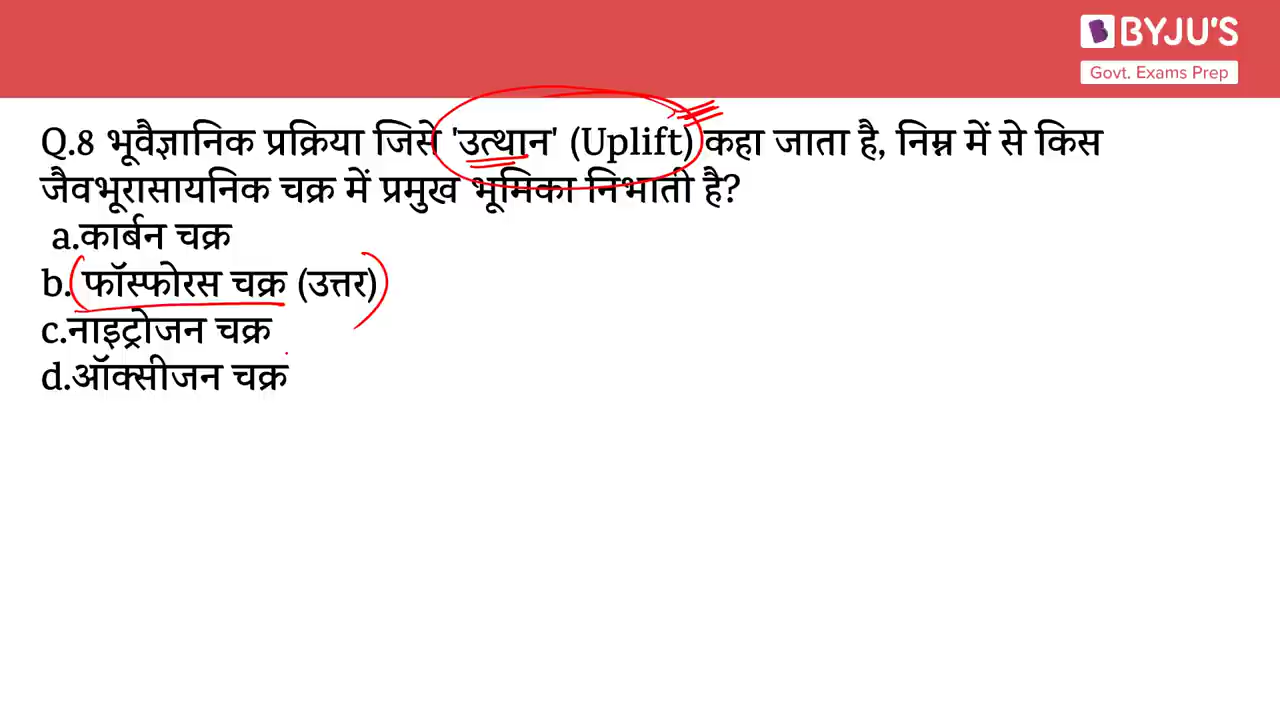 BYJU'S
Govt. Exams Prep
Q.8 भूवैज्ञानिक प्रक्रिया जिसे 'उत्थान' (Uplift) कहा जाता है, निम्न में से किस
जैवभूरासायनिक चक्र में प्रमुख भूमिका निभाती है?
a.कार्बन चक्र
b. फॉस्फोरस चक्र (उत्तर)
c.नाइट्रोजन चक्र
d.ऑक्सीजन चक्र